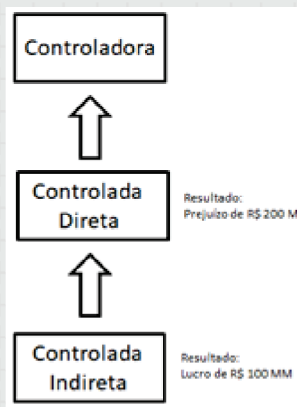 Controladora
Controlada
Direta
Resultado:
Prejuízo de R$ 200 M
Controlada
Indireta
Resultado:
Lucro de R$ 100 MM